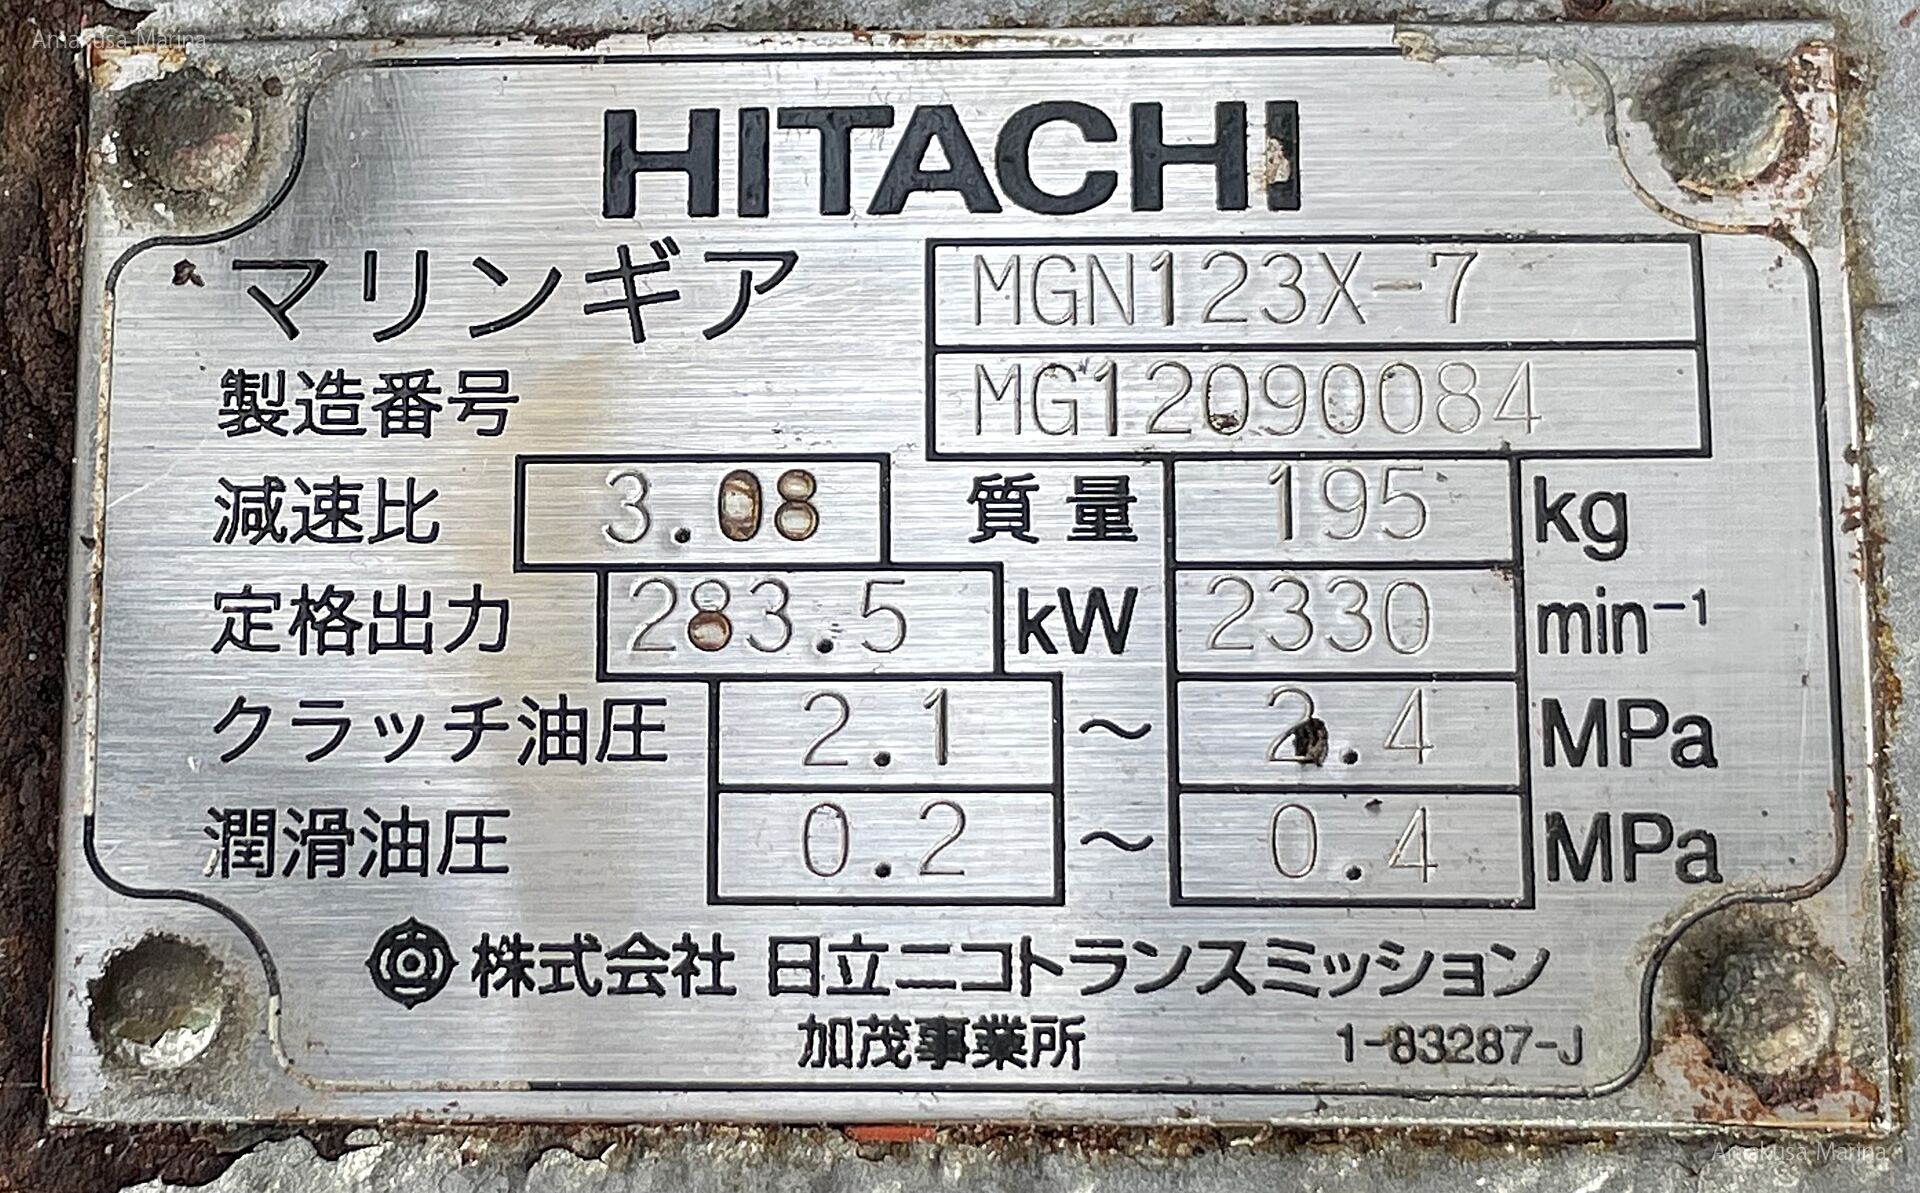 Amakusa Marina
HITACHI
マリンギア MGN123X-7
製造番号 MG12090084
減速比 3.08 質量 195 kg
定格出力 283.5 kW 2330 min⁻¹
クラッチ油圧 2.1 ～ 2.4 MPa
潤滑油圧 0.2 ～ 0.4 MPa
株式会社 日立ニコトランスミッション
加茂事業所 1-83287-J
Amakusa Marina